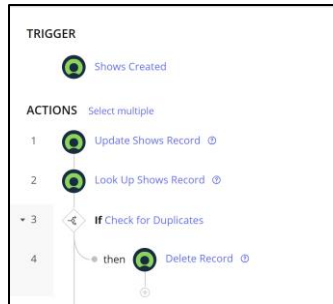 TRIGGER
Shows Created
ACTIONS Select multiple
1 Update Shows Record ?
2 Look Up Shows Record ?
3 If Check for Duplicates
4 then Delete Record ?